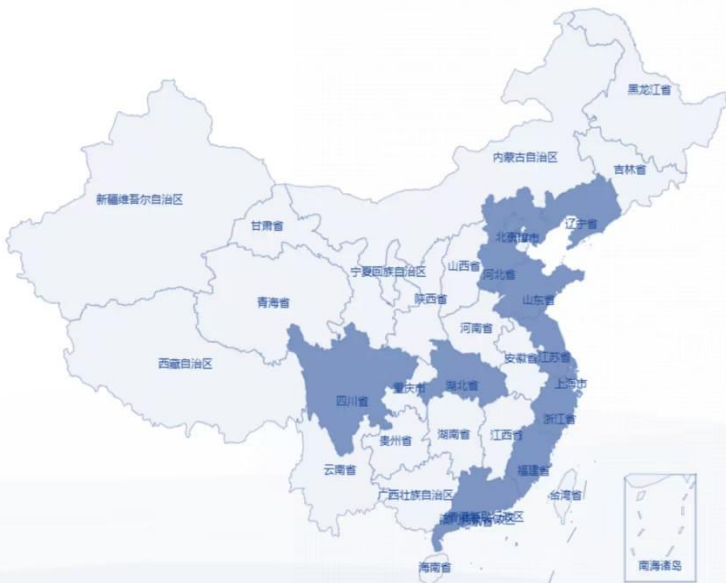 黑龙江省
内蒙古自治区
吉林省
新疆维吾尔自治区
辽宁省
甘肃省
北京
山西省
宁夏回族自治区
河北省
青海省
陕西省
山东省
河南省
安徽省
江苏省
西藏自治区
上海市
重庆市
湖北省
四川省
浙江省
湖南省
江西省
贵州省
云南省
福建省
广西壮族自治区
台湾省
海南省
南海诸岛